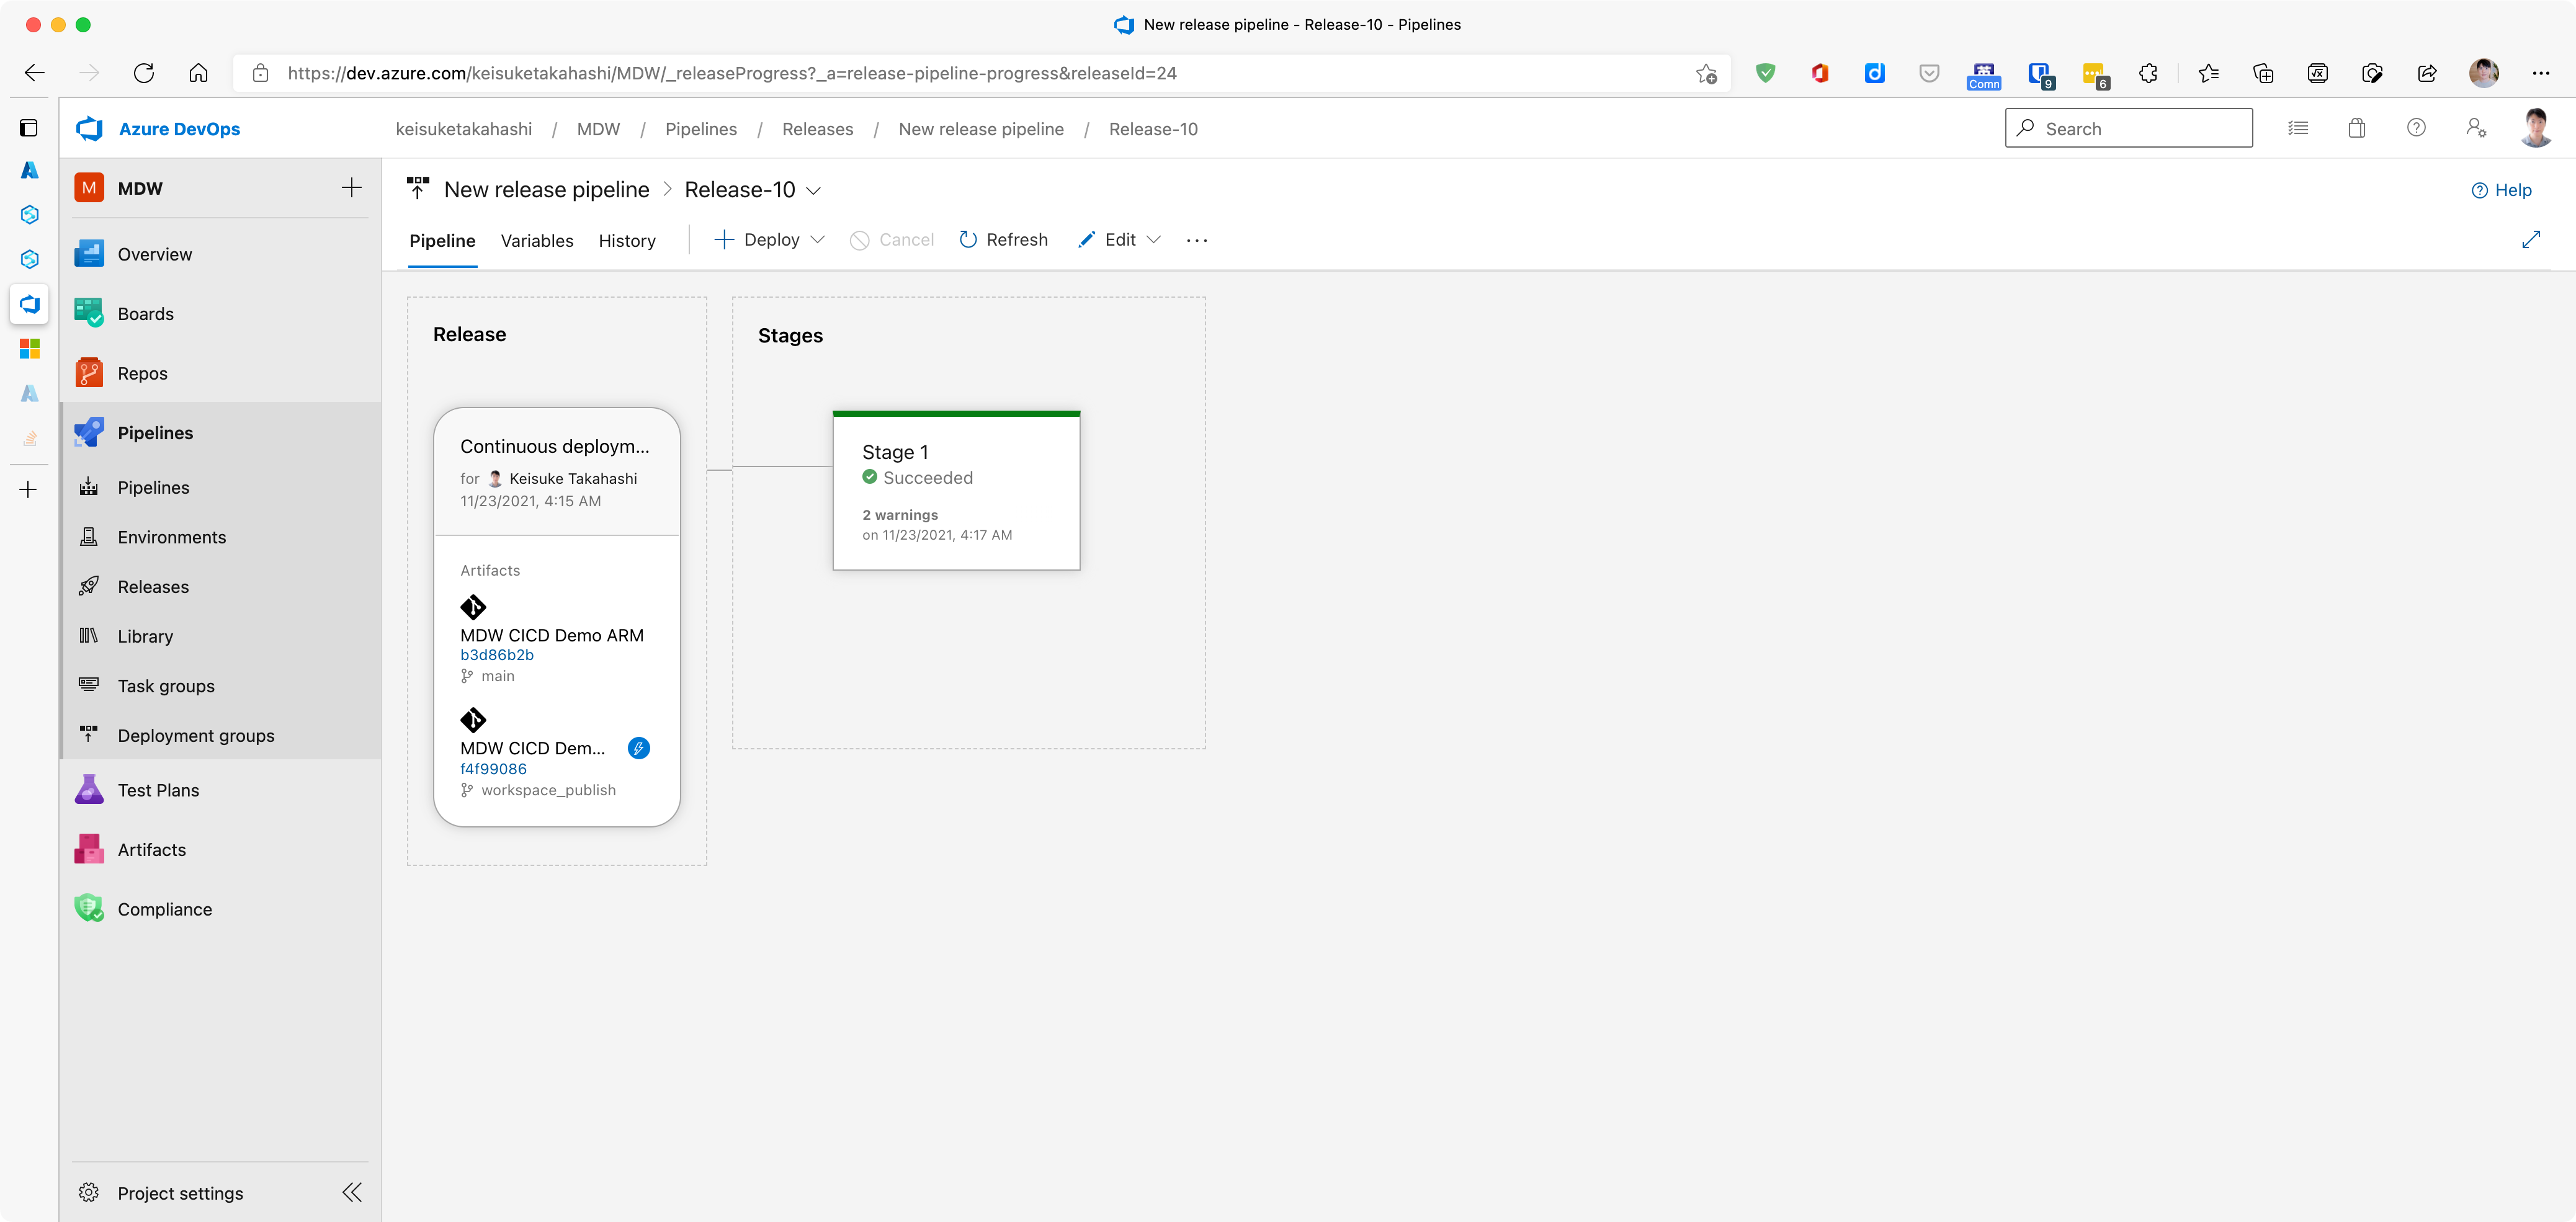 New release pipeline - Release-10 - Pipelines
https://dev.azure.com/keisuketakahashi/MDW/_releaseProgress?_a=release-pipeline-progress&releaseId=24
Comn
9
6
Azure DevOps
keisuketakahashi / MDW / Pipelines / Releases / New release pipeline / Release-10
Search
M MDW
New release pipeline > Release-10
Help
Pipeline Variables History Deploy Cancel Refresh Edit
Overview
Boards
Repos
Pipelines
Pipelines
Environments
Releases
Library
Task groups
Deployment groups
Test Plans
Artifacts
Compliance
Project settings
Release
Continuous deploym...
for Keisuke Takahashi
11/23/2021, 4:15 AM
Artifacts
MDW CICD Demo ARM
b3d86b2b
main
MDW CICD Dem...
f4f99086
workspace_publish
Stages
Stage 1
Succeeded
2 warnings
on 11/23/2021, 4:17 AM